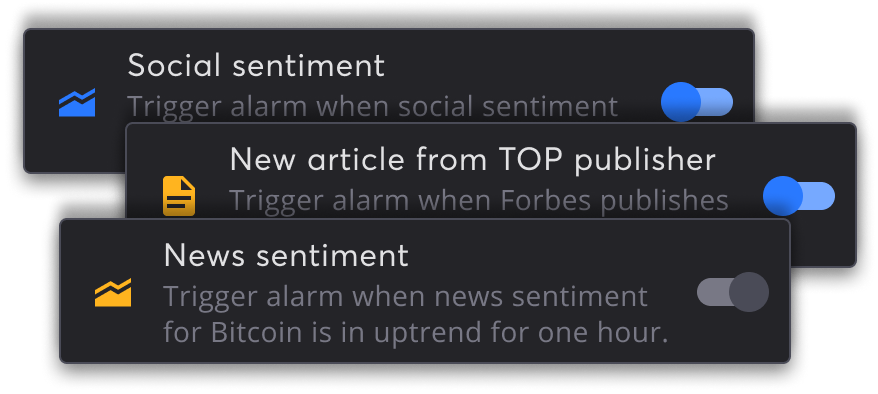 Social sentiment
Trigger alarm when social sentiment
New article from TOP publisher
Trigger alarm when Forbes publishes
News sentiment
Trigger alarm when news sentiment
for Bitcoin is in uptrend for one hour.